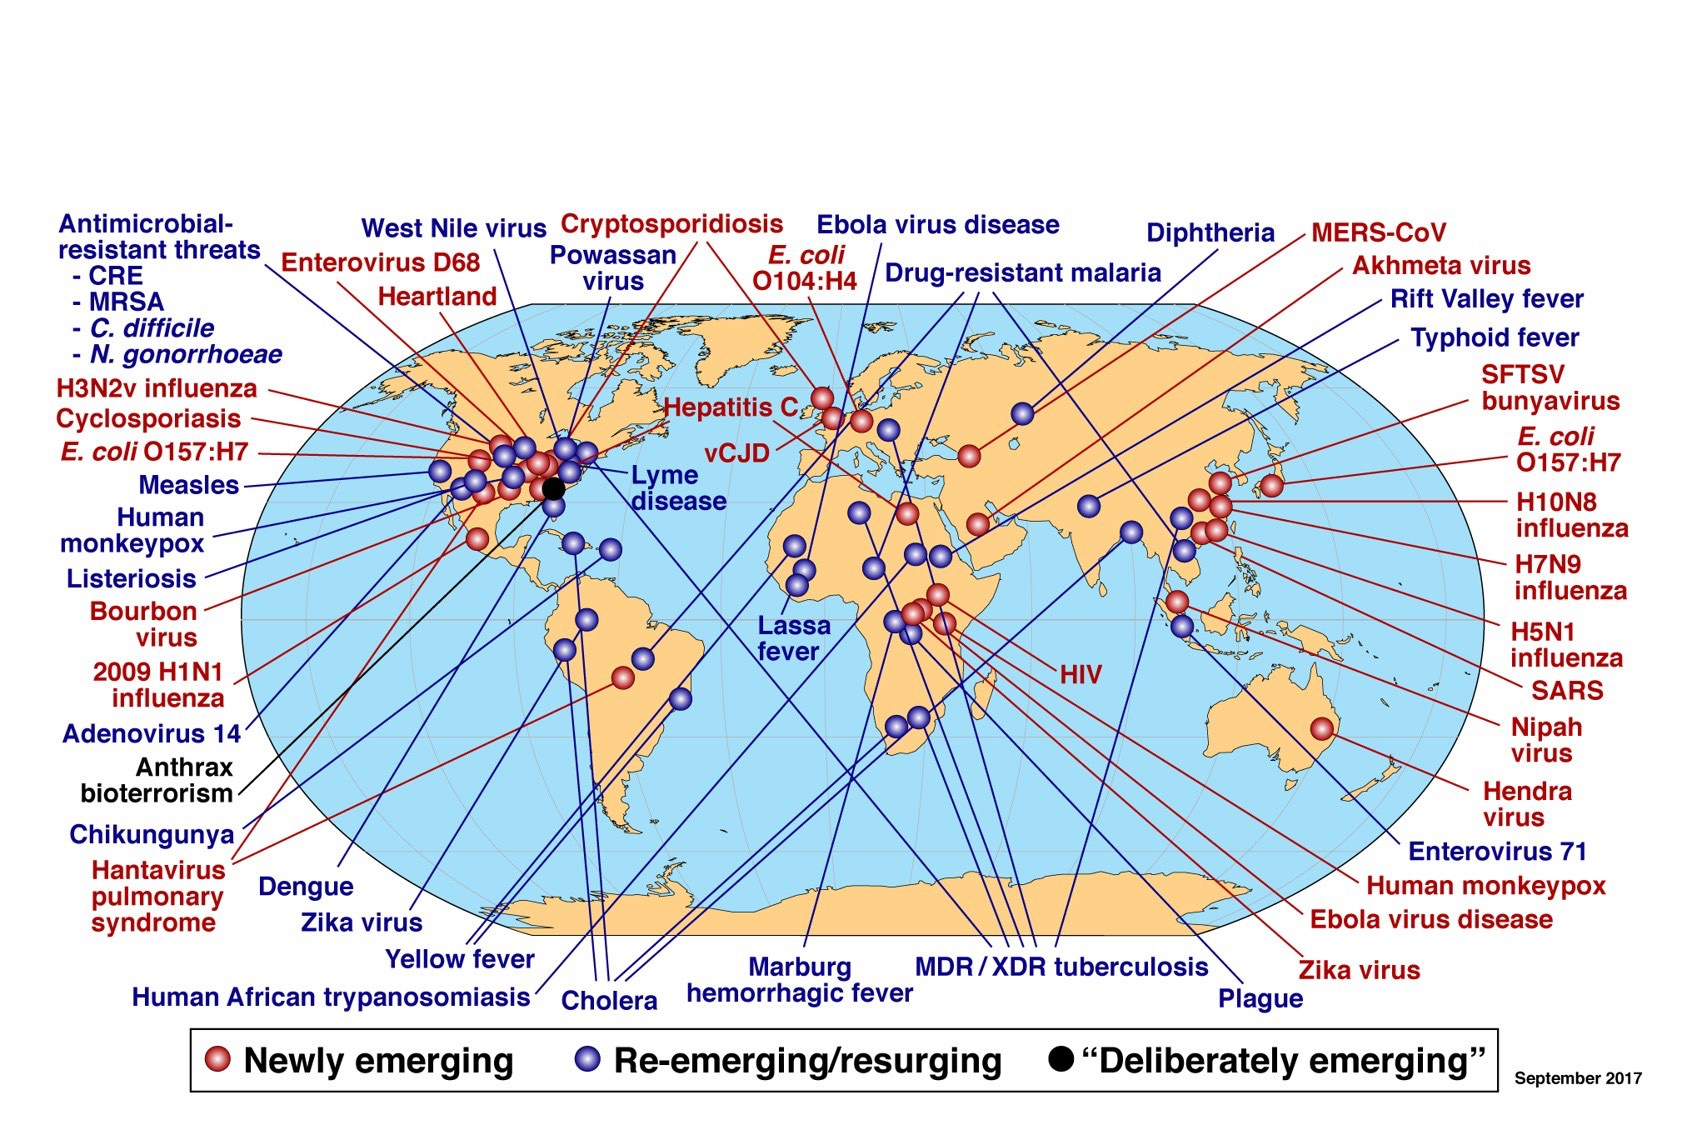 Antimicrobial-
resistant threats
- CRE
- MRSA
- C. difficile
- N. gonorrhoeae
H3N2v influenza
Cyclosporiasis
E. coli O157:H7
Measles
Human
monkeypox
Listeriosis
Bourbon
virus
2009 H1N1
influenza
Adenovirus 14
Anthrax
bioterrorism
Chikungunya
Hantavirus
pulmonary
syndrome
Enterovirus D68
Heartland
West Nile virus
Cryptosporidiosis
Powassan
virus
E. coli
O104:H4
Ebola virus disease
Drug-resistant malaria
Diphtheria
MERS-CoV
Akhmeta virus
Rift Valley fever
Typhoid fever
SFTSV
bunyavirus
E. coli
O157:H7
H10N8
influenza
H7N9
influenza
H5N1
influenza
SARS
Nipah
virus
Hendra
virus
Enterovirus 71
Human monkeypox
Ebola virus disease
Zika virus
Plague
Hepatitis C
vCJD
Lyme
disease
Lassa
fever
HIV
Dengue
Zika virus
Yellow fever
Human African trypanosomiasis
Cholera
Marburg
hemorrhagic fever
MDR / XDR tuberculosis
Newly emerging
Re-emerging/resurging
“Deliberately emerging”
September 2017